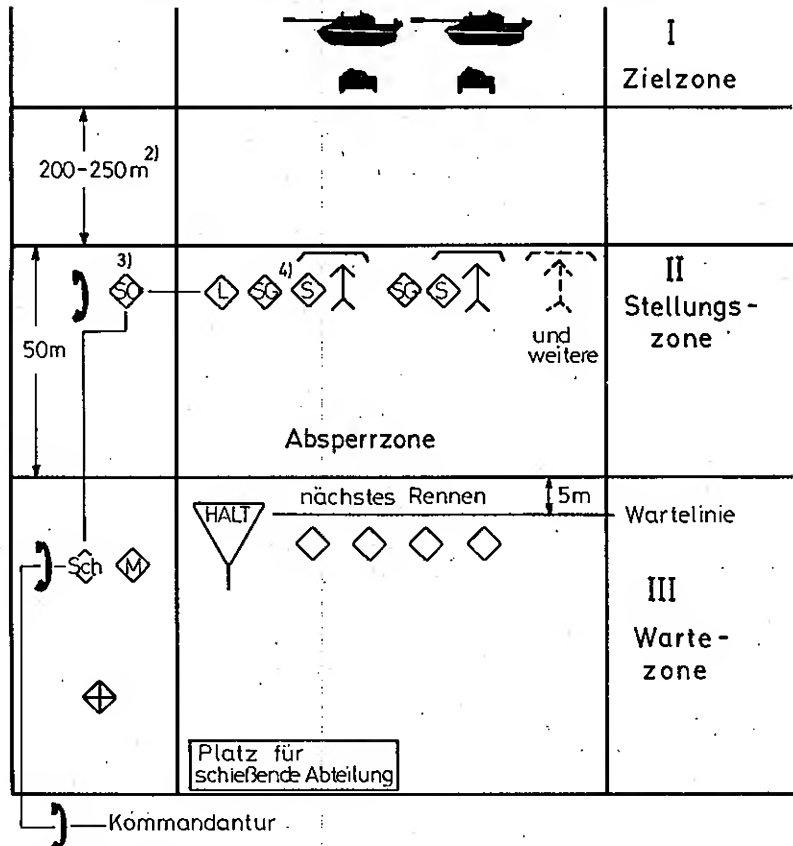 I
Zielzone
200-250m 2)
3)
4)
SO
L
SG
S
SG
S
II
Stellungs-
zone
50m
und
weitere
Absperrzone
HALT
nächstes Rennen
5m
Wartelinie
Sch
M
III
Warte-
zone
Platz für
schießende Abteilung
Kommandantur